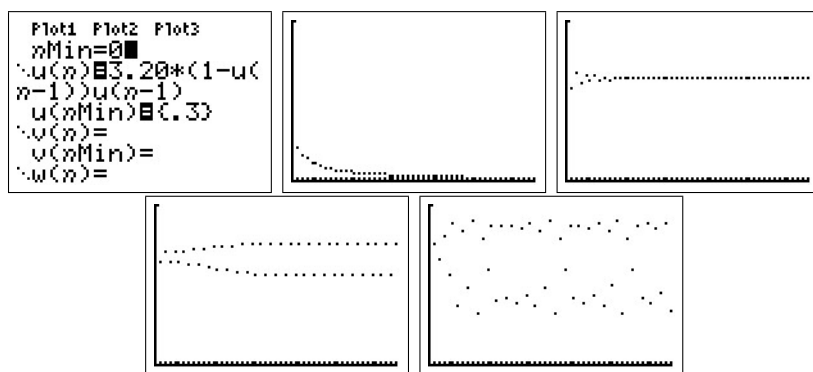 Plot1 Plot2 Plot3
nMin=0
u(n)=3.20*(1-u(
n-1))u(n-1)
u(nMin)={.3}
v(n)=
v(nMin)=
w(n)=